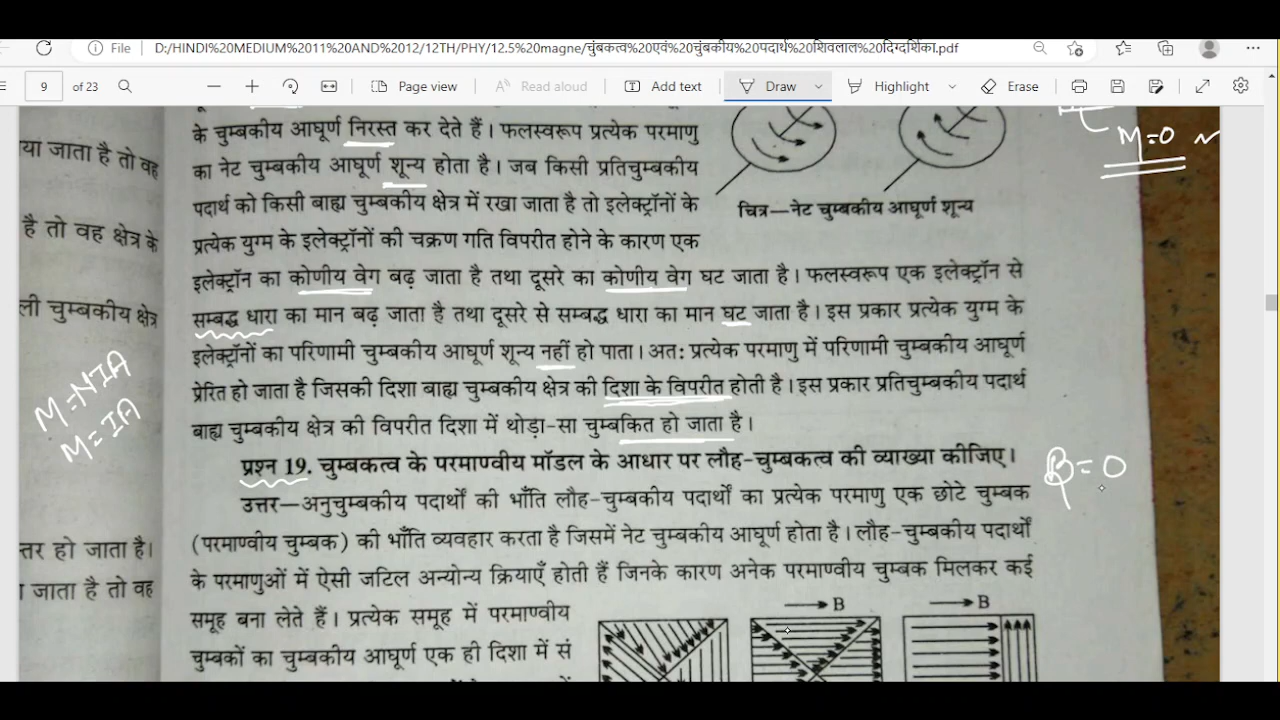 File D:/HINDI%20MEDIUM%2011%20AND%2012/12TH/PHY/12.5%20magne/चुंबकत्व%20एवं%20चुंबकीय%20पदार्थ%20शिवलाल%20दिग्दर्शिका.pdf
9 of 23 Page view Read aloud Add text Draw Highlight Erase
के चुम्बकीय आघूर्ण निरस्त कर देते हैं। फलस्वरूप प्रत्येक परमाणु
M=0
या जाता है तो वह
का नेट चुम्बकीय आघूर्ण शून्य होता है। जब किसी प्रतिचुम्बकीय
पदार्थ को किसी बाह्य चुम्बकीय क्षेत्र में रखा जाता है तो इलेक्ट्रॉनों के
चित्र—नेट चुम्बकीय आघूर्ण शून्य
है तो वह क्षेत्र के
प्रत्येक युग्म के इलेक्ट्रॉनों की चक्रण गति विपरीत होने के कारण एक
इलेक्ट्रॉन का कोणीय वेग बढ़ जाता है तथा दूसरे का कोणीय वेग घट जाता है। फलस्वरूप एक इलेक्ट्रॉन से
ली चुम्बकीय क्षेत्र
सम्बद्ध धारा का मान बढ़ जाता है तथा दूसरे से सम्बद्ध धारा का मान घट जाता है। इस प्रकार प्रत्येक युग्म के
इलेक्ट्रॉनों का परिणामी चुम्बकीय आघूर्ण शून्य नहीं हो पाता। अत: प्रत्येक परमाणु में परिणामी चुम्बकीय आघूर्ण
M=NIA
प्रेरित हो जाता है जिसकी दिशा बाह्य चुम्बकीय क्षेत्र की दिशा के विपरीत होती है। इस प्रकार प्रतिचुम्बकीय पदार्थ
M=IA
बाह्य चुम्बकीय क्षेत्र की विपरीत दिशा में थोड़ा-सा चुम्बकित हो जाता है।
प्रश्न 19. चुम्बकत्व के परमाण्वीय मॉडल के आधार पर लौह-चुम्बकत्व की व्याख्या कीजिए।
B=0
उत्तर—अनुचुम्बकीय पदार्थों की भाँति लौह-चुम्बकीय पदार्थों का प्रत्येक परमाणु एक छोटे चुम्बक
त्तर हो जाता है।
(परमाण्वीय चुम्बक) की भाँति व्यवहार करता है जिसमें नेट चुम्बकीय आघूर्ण होता है। लौह-चुम्बकीय पदार्थों
जाता है तो वह
के परमाणुओं में ऐसी जटिल अन्योन्य क्रियाएँ होती हैं जिनके कारण अनेक परमाण्वीय चुम्बक मिलकर कई
समूह बना लेते हैं। प्रत्येक समूह में परमाण्वीय
B
B
चुम्बकों का चुम्बकीय आघूर्ण एक ही दिशा में सं